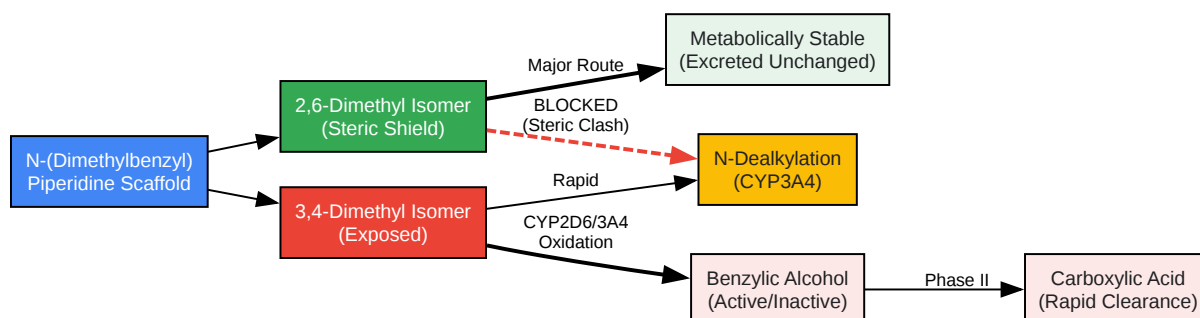 N-(Dimethylbenzyl)
Piperidine Scaffold
2,6-Dimethyl Isomer
(Steric Shield)
3,4-Dimethyl Isomer
(Exposed)
Major Route
BLOCKED
(Steric Clash)
Rapid
CYP2D6/3A4
Oxidation
Metabolically Stable
(Excreted Unchanged)
N-Dealkylation
(CYP3A4)
Benzylic Alcohol
(Active/Inactive)
Phase II
Carboxylic Acid
(Rapid Clearance)